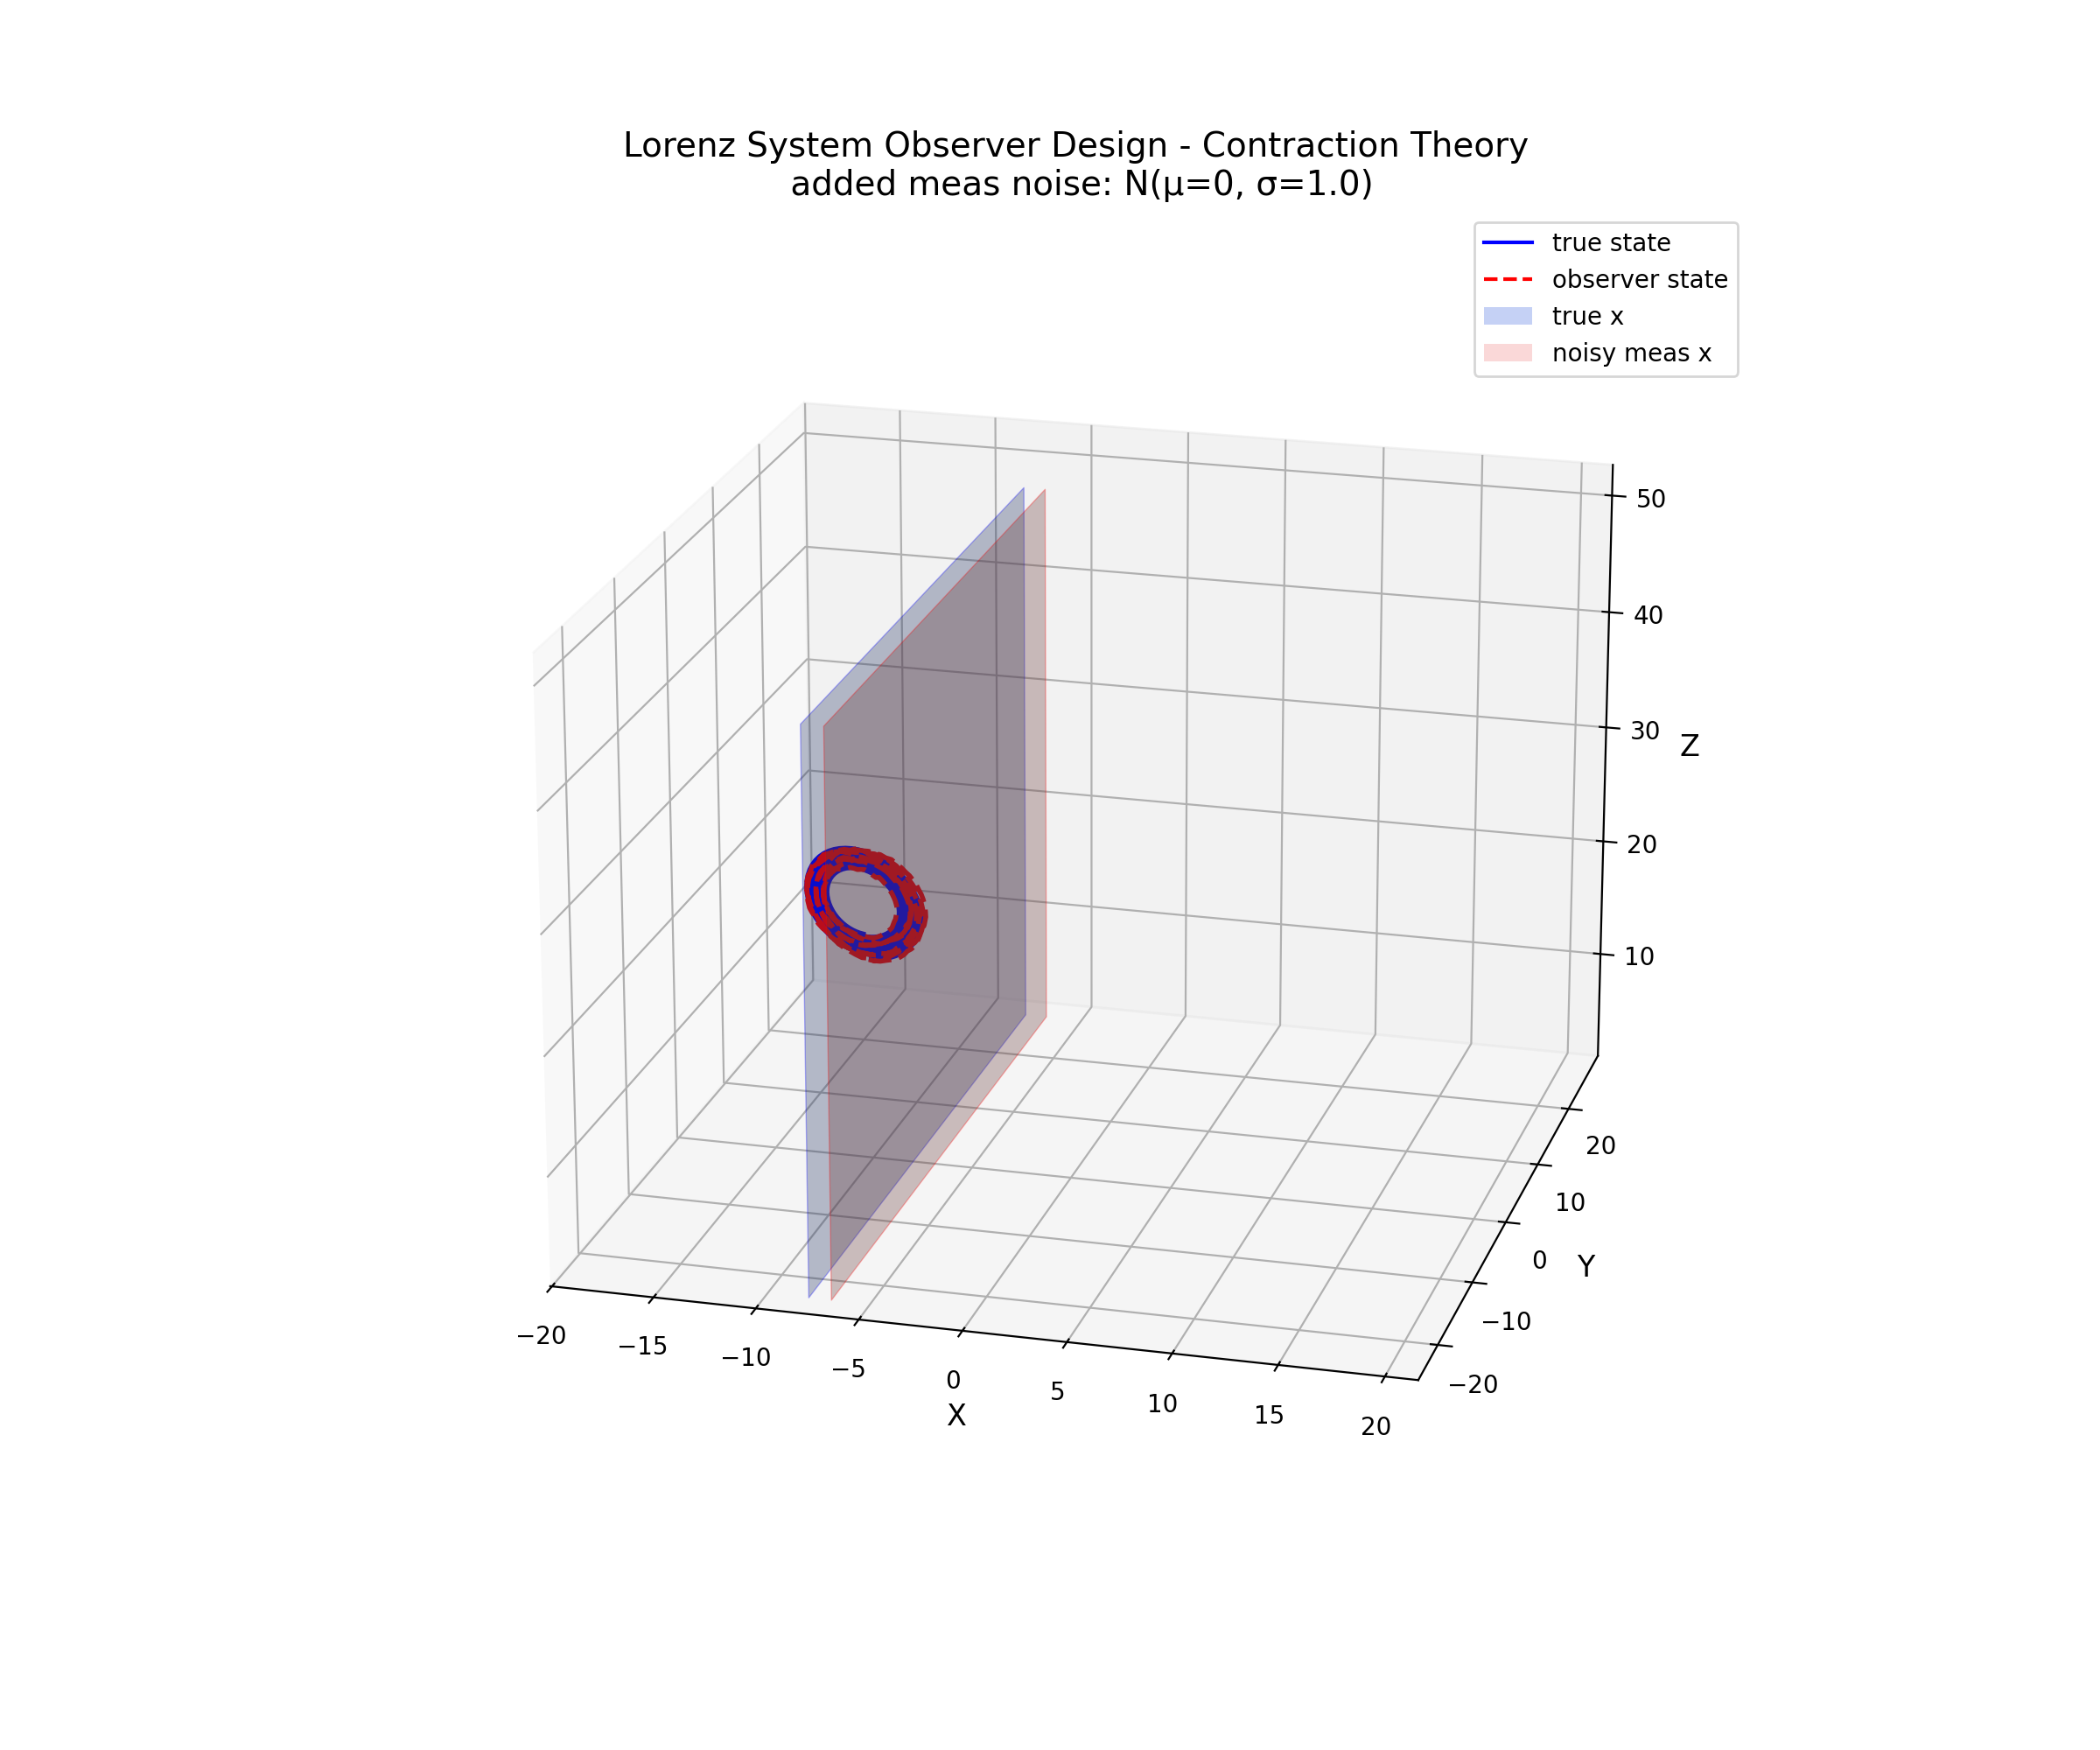 Lorenz System Observer Design - Contraction Theory
added meas noise: N(μ=0, σ=1.0)
true state
observer state
true x
noisy meas x
50
40
30
20
10
Z
20
10
0
−10
−20
Y
−20
−15
−10
−5
0
5
10
15
20
X